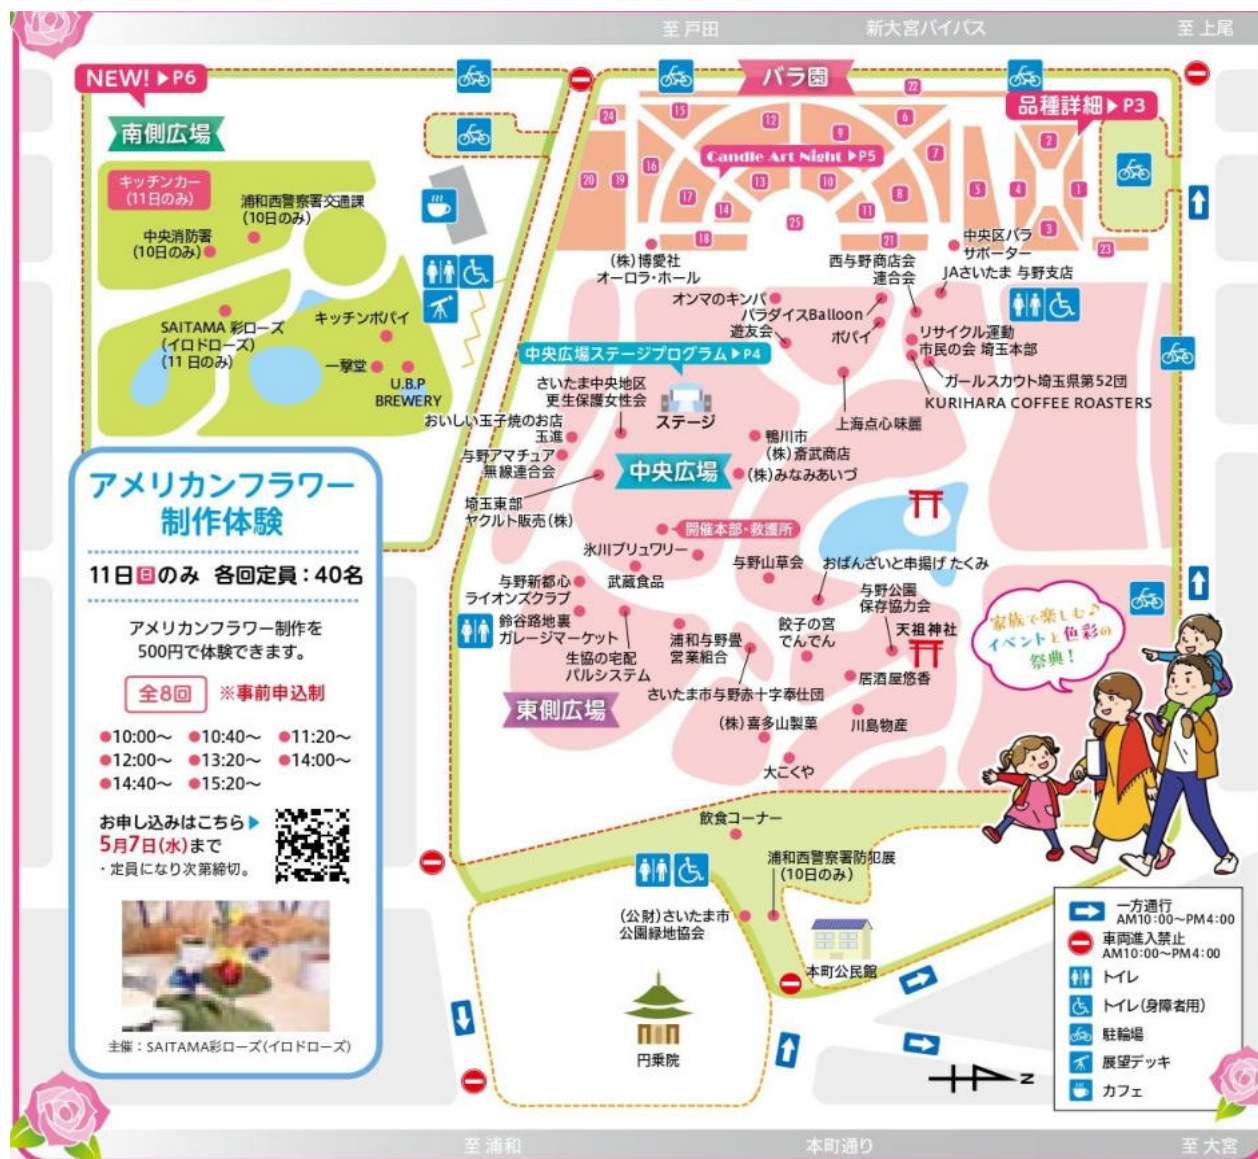 至 戸田
新大宮バイパス
至 上尾
NEW! ▶P6
バラ園
品種詳細▶P3
南側広場
キッチンカー
(11日のみ)
浦和西警察署交通課
(10日のみ)
中央消防署
(10日のみ)
SAITAMA 彩ローズ
(イロドローズ)
(11 日のみ)
キッチンポパイ
一撃堂
U.B.P
BREWERY
22
15
12
6
24
9
2
7
16
Candle Art Night ▶P5
20
19
13
10
5
4
1
17
8
14
11
25
3
18
21
23
(株)博愛社
オーロラ・ホール
西与野商店会
連合会
中央区バラ
サポーター
JAさいたま 与野支店
オンマのキンパ
パラダイスBalloon
遊友会
ポパイ
リサイクル運動
市民の会 埼玉本部
ガールスカウト埼玉県第52団
KURIHARA COFFEE ROASTERS
上海点心味麗
中央広場ステージプログラム▶P4
さいたま中央地区
更生保護女性会
ステージ
おいしい玉子焼のお店
玉進
与野アマチュア
無線連合会
埼玉東部
ヤクルト販売(株)
中央広場
鴨川市
(株)斎武商店
(株)みなみあいづ
開催本部・救護所
氷川ブリュワリー
武蔵食品
与野山草会
おばんざいと串揚げ たくみ
与野新都心
ライオンズクラブ
鈴谷路地裏
ガレージマーケット
生協の宅配
パルシステム
浦和与野畳
営業組合
餃子の宮
でんでん
与野公園
保存協力会
天祖神社
さいたま市与野赤十字奉仕団
居酒屋悠香
東側広場
(株)喜多山製菓
川島物産
大こくや
家族で楽しむ♪
イベントと色彩の
祭典!
飲食コーナー
浦和西警察署防犯展
(10日のみ)
(公財)さいたま市
公園緑地協会
本町公民館
円乗院
アメリカンフラワー
制作体験
11日日のみ 各回定員:40名
アメリカンフラワー制作を
500円で体験できます。
全8回 ※事前申込制
●10:00〜 ●10:40〜 ●11:20〜
●12:00〜 ●13:20〜 ●14:00〜
●14:40〜 ●15:20〜
お申し込みはこちら▶
5月7日(水)まで
・定員になり次第締切。
主催:SAITAMA彩ローズ(イロドローズ)
一方通行
AM10:00〜PM4:00
車両進入禁止
AM10:00〜PM4:00
トイレ
トイレ(身障者用)
駐輪場
展望デッキ
カフェ
N
至 浦和
本町通り
至 大宮